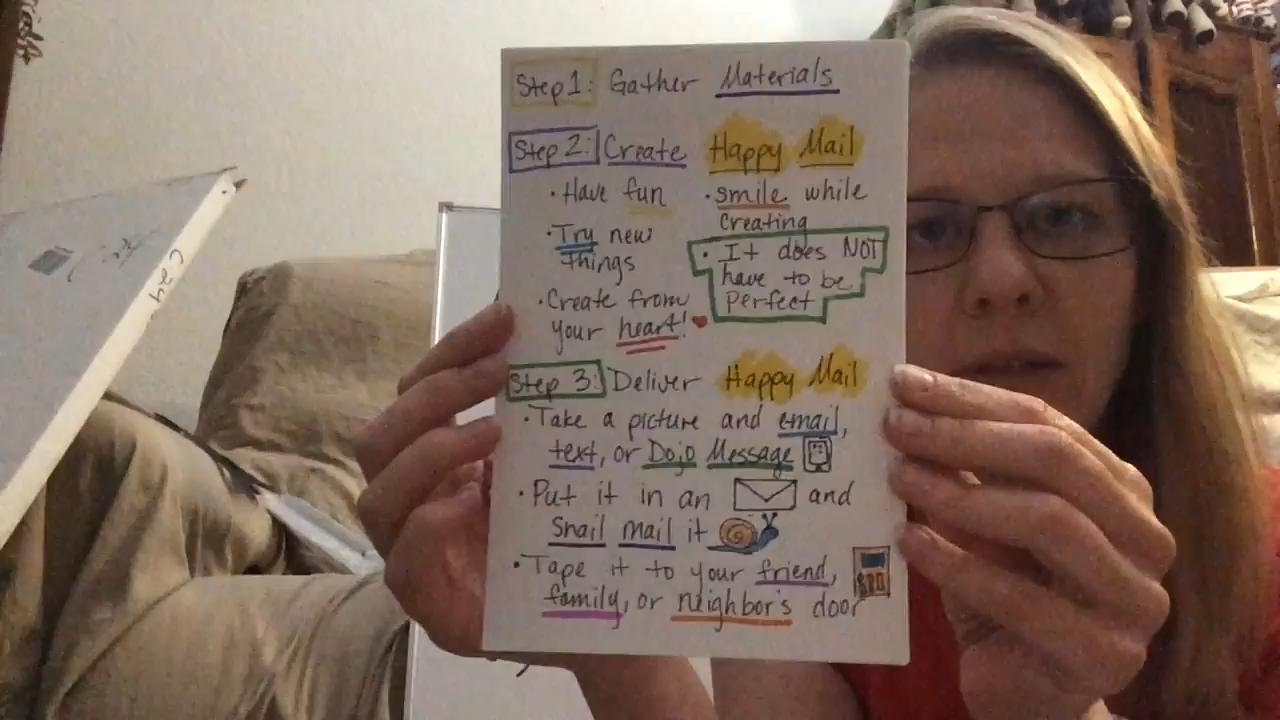 Step 1: Gather Materials
Step 2: Create Happy Mail
• Have fun
• Try new
things
• Create from
your heart!
• smile while
creating
• It does NOT
have to be
perfect
Step 3: Deliver Happy Mail
• Take a picture and email,
text, or Dojo Message
• Put it in an and
Snail mail it
• Tape it to your friend,
family, or neighbor's door
C24